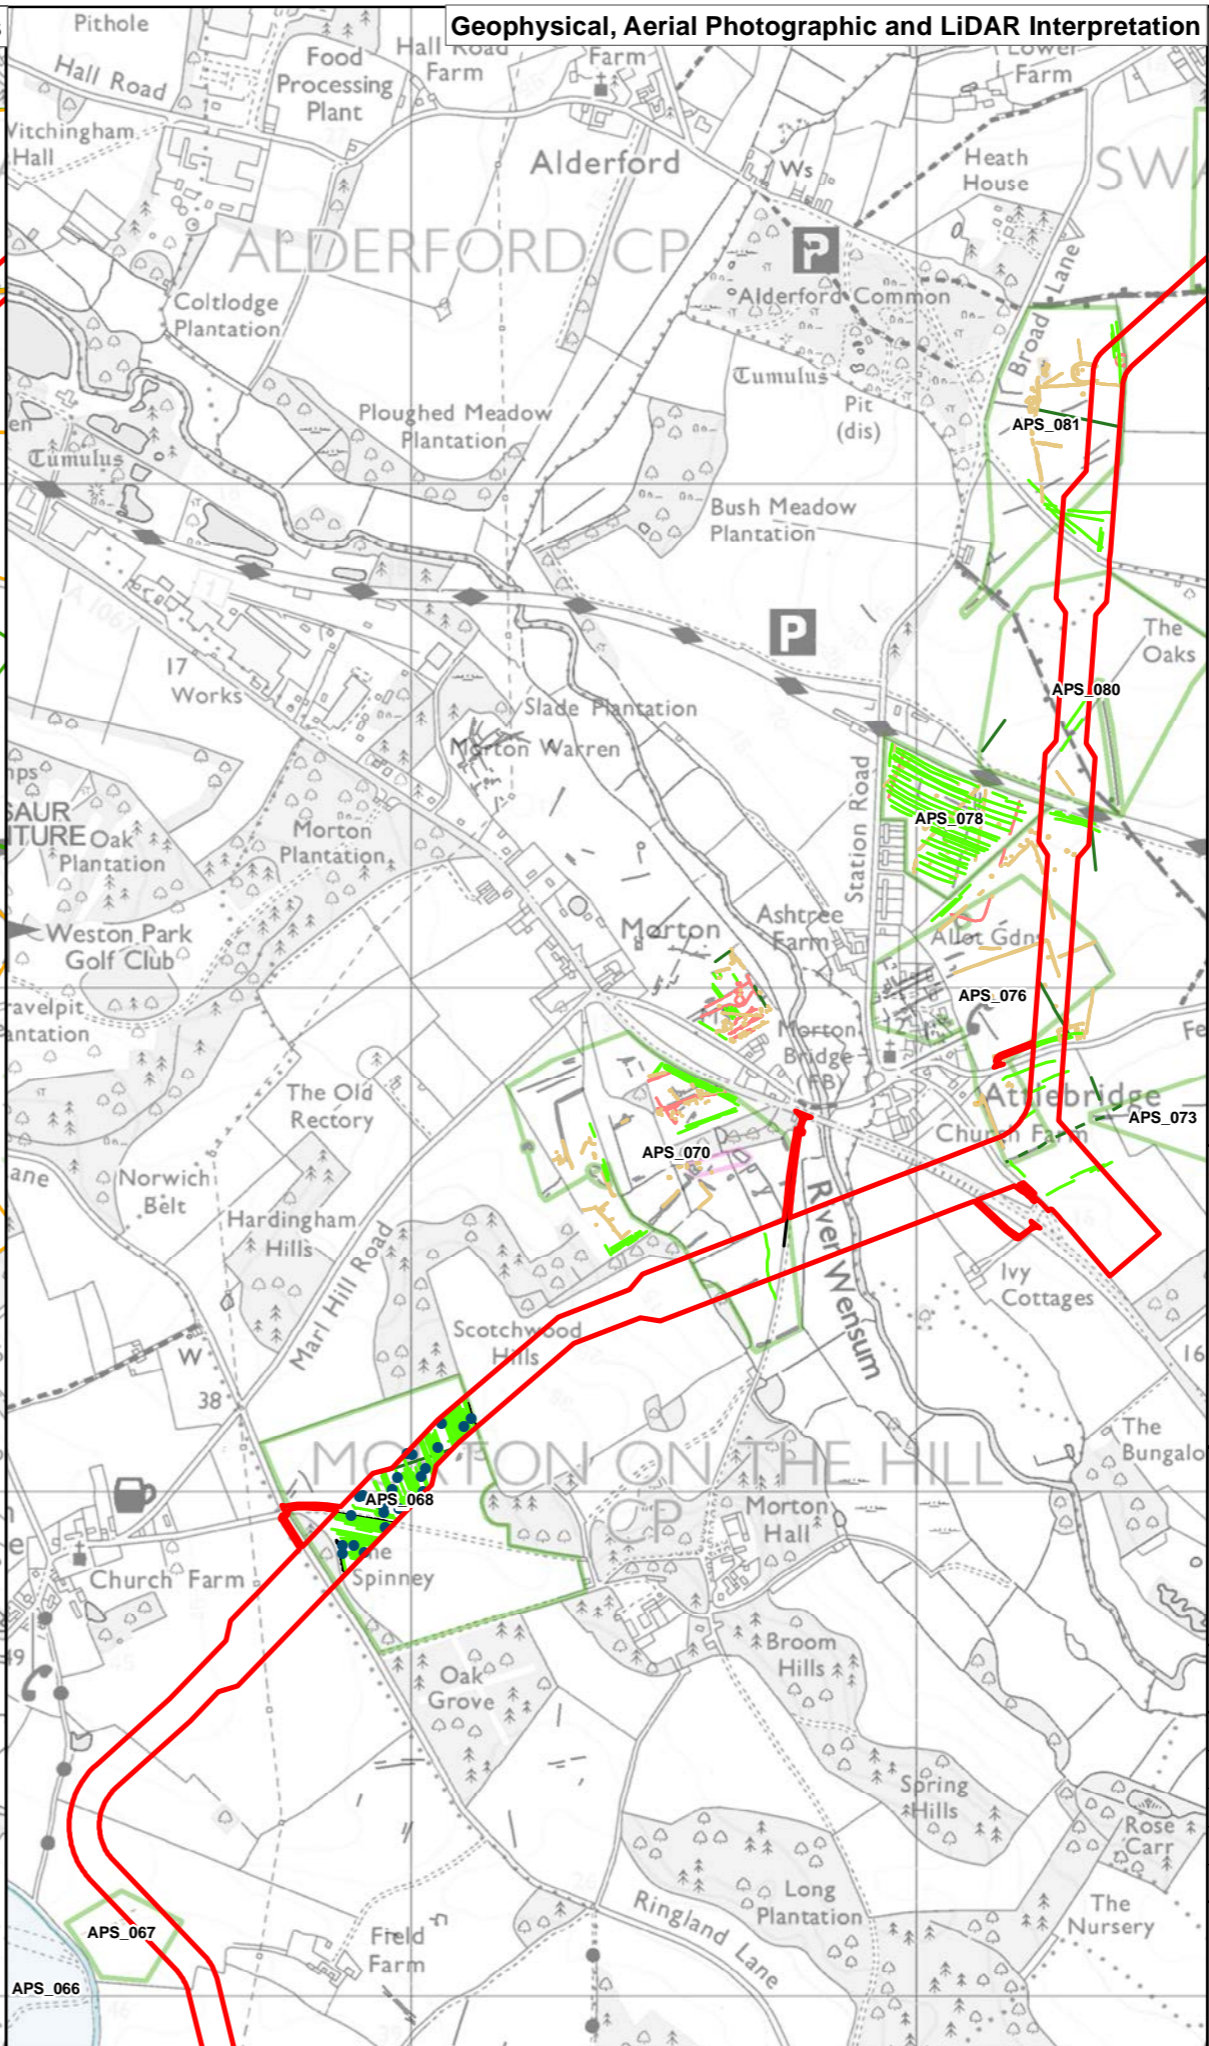 Geophysical, Aerial Photographic and LiDAR Interpretation
Pithole
Hall Road
Food
Processing
Plant
Hall Road
Farm
Farm
Lower
Farm
Hall
Alderford
Ws
Heath
House
SWA
ALDERFORD CP
P
Broad Lane
Coltlodge
Plantation
Alderford Common
Tumulus
Ploughed Meadow
Plantation
Pit
(dis)
APS_081
Tumulus
Bush Meadow
Plantation
A 1067
P
The
Oaks
17
Works
APS_080
Slade Plantation
Morton Warren
Station Road
APS_078
Oak
Plantation
Morton
Plantation
Weston Park
Golf Club
Morton
Ashtree
Farm
Allot Gdns
APS_076
Morton
Bridge
(FB)
The Old
Rectory
Attlebridge
APS_073
Church Farm
APS_070
Norwich
Belt
Hardingham
Hills
Marl Hill Road
River Wensum
Ivy
Cottages
Scotchwood
Hills
W
38
16
The
MORTON ON THE HILL
CP
APS_068
Morton
Hall
The
Spinney
Church Farm
49
Oak
Grove
Broom
Hills
Spring
Hills
Rose
Carr
Long
Plantation
The
Nursery
Ringland Lane
APS_067
Field
Farm
APS_066
46